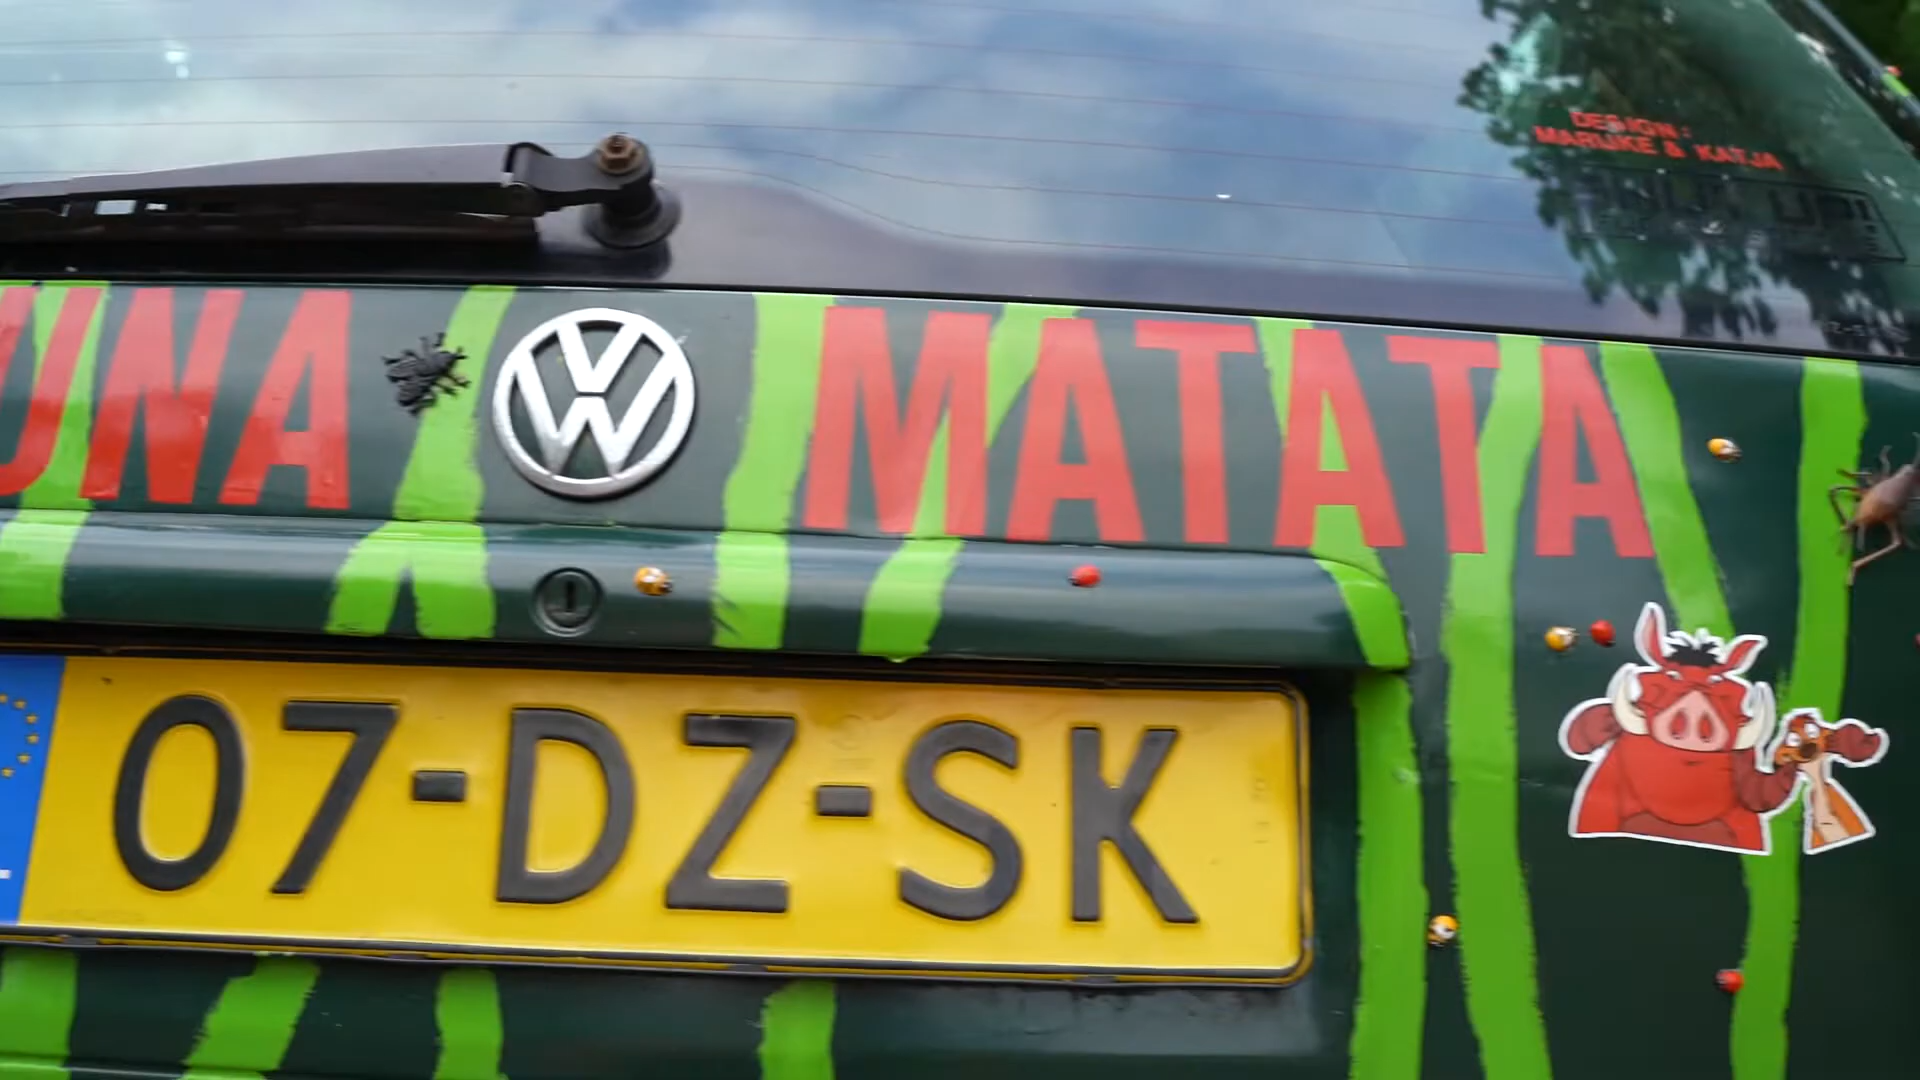 DESIGN:
MARIJKE & KATJA
UNA MATATA
07-DZ-SK